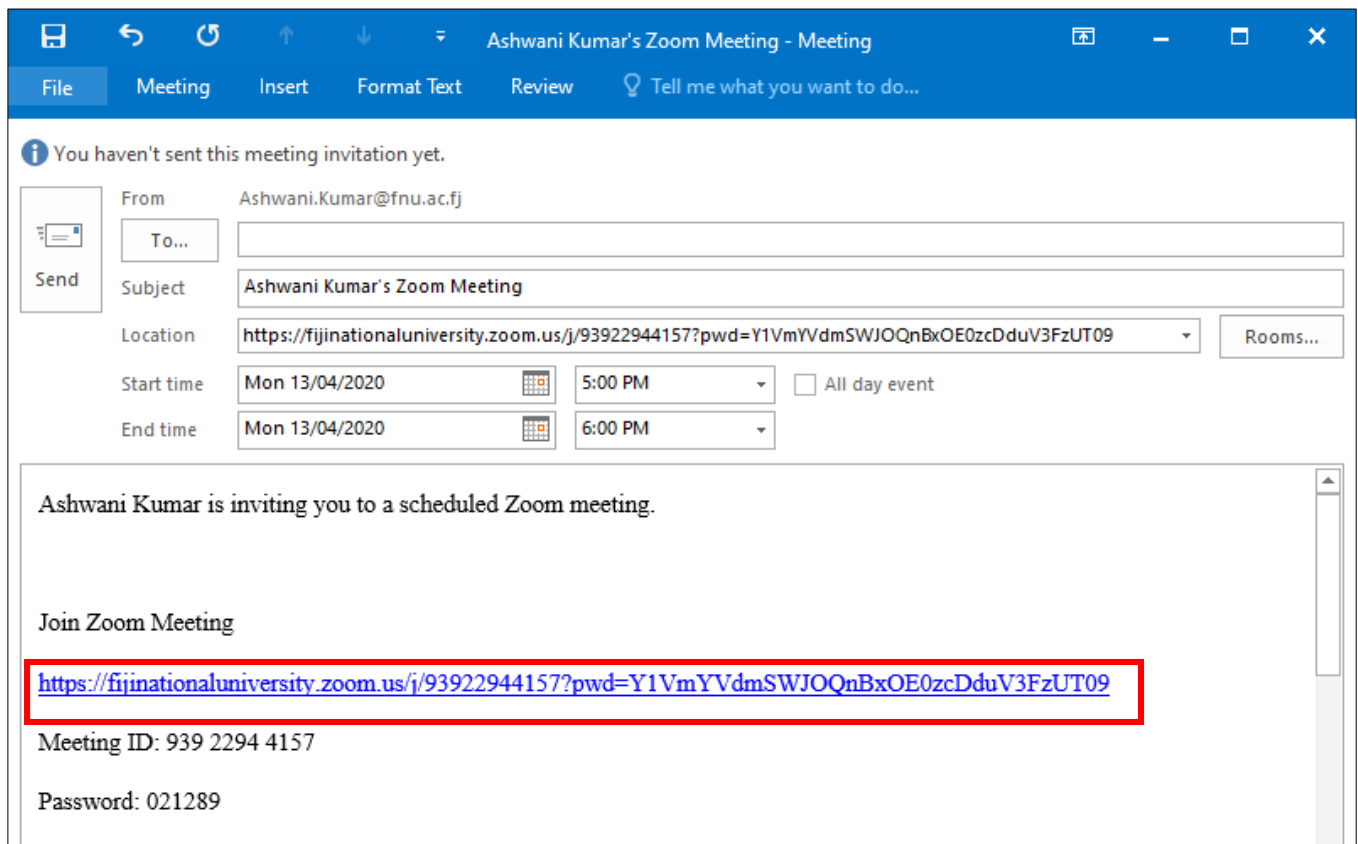 Ashwani Kumar's Zoom Meeting - Meeting
File Meeting Insert Format Text Review Tell me what you want to do...
You haven't sent this meeting invitation yet.
From Ashwani.Kumar@fnu.ac.fj
To...
Send
Subject Ashwani Kumar's Zoom Meeting
Location https://fijinationaluniversity.zoom.us/j/93922944157?pwd=Y1VmYVdmSWJOQnBxOE0zcDduV3FzUT09 Rooms...
Start time Mon 13/04/2020 5:00 PM All day event
End time Mon 13/04/2020 6:00 PM
Ashwani Kumar is inviting you to a scheduled Zoom meeting.
Join Zoom Meeting
https://fijinationaluniversity.zoom.us/j/93922944157?pwd=Y1VmYVdmSWJOQnBxOE0zcDduV3FzUT09
Meeting ID: 939 2294 4157
Password: 021289